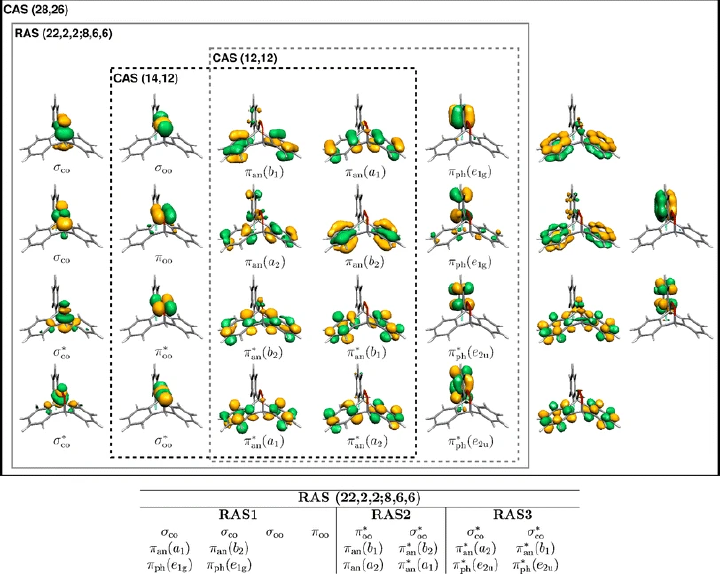 CAS (28,26)
RAS (22,2,2;8,6,6)
CAS (12,12)
CAS (14,12)
σco σoo πan(b1) πan(a1) πph(e1g)
σco πoo πan(a2) πan(b2) πph(e1g)
σ*co π*oo π*an(b2) π*an(b1) π*ph(e2u)
σ*co σ*oo π*an(a1) π*an(a2) π*ph(e2u)
RAS (22,2,2;8,6,6)
RAS1 RAS2 RAS3
σco σco σoo πoo π*oo σ*oo σ*co σ*co
πan(a1) πan(b2) πan(b1) π*an(b2) π*an(a2) π*an(b1)
πph(e1g) πph(e1g) πan(a2) π*an(a1) π*ph(e2u) π*ph(e2u)